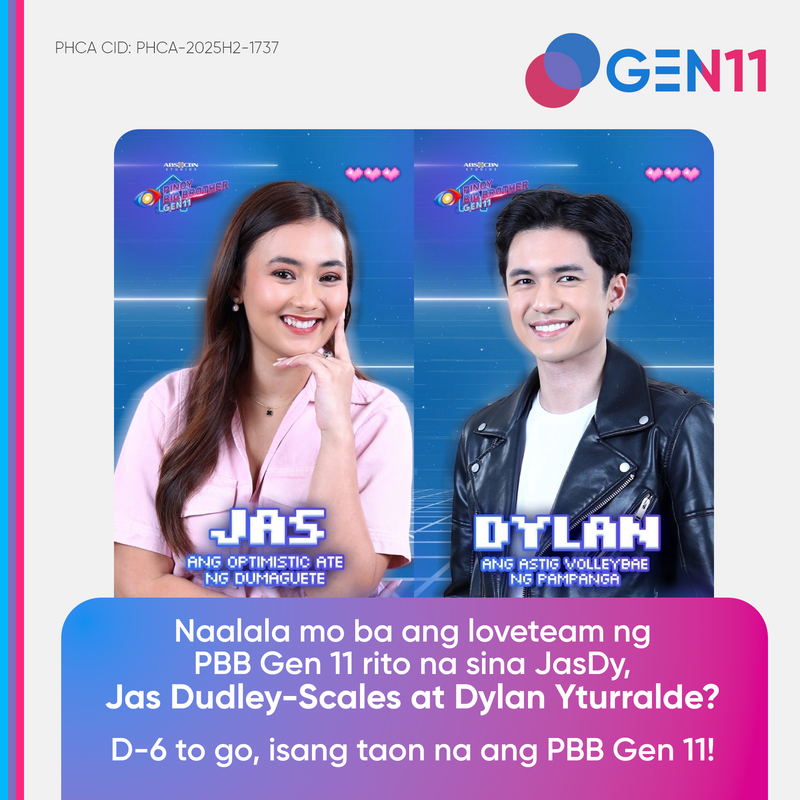 PHCA CID: PHCA-2025H2-1737
GEN11
ABS-CBN
STUDIOS
PINOY
BIG BROTHER
GEN11
JAS
ANG OPTIMISTIC ATE
NG DUMAGUETE
ABS-CBN
STUDIOS
PINOY
BIG BROTHER
GEN11
DYLAN
ANG ASTIG VOLLEYBAE
NG PAMPANGA
Naalala mo ba ang loveteam ng
PBB Gen 11 rito na sina JasDy,
Jas Dudley-Scales at Dylan Yturralde?
D-6 to go, isang taon na ang PBB Gen 11!